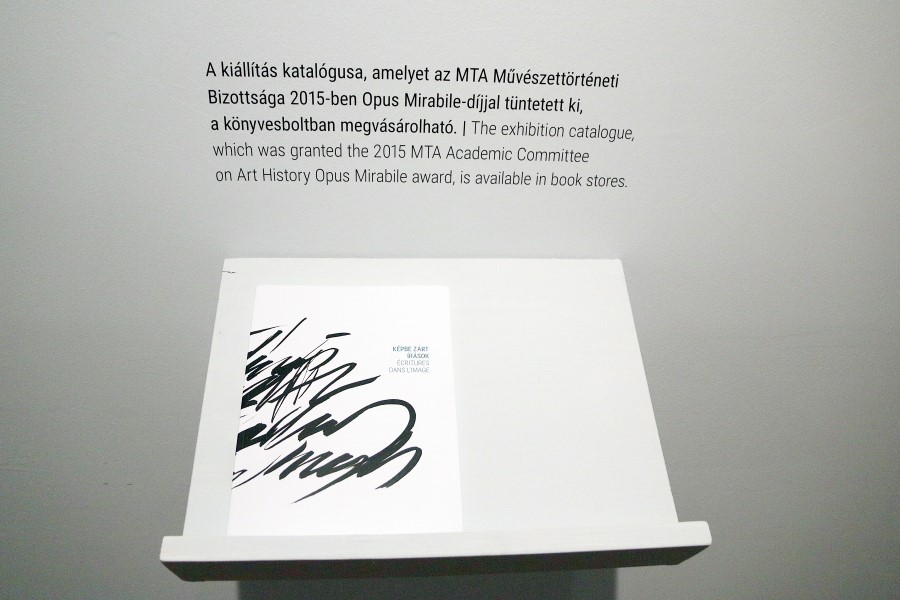 A kiállítás katalógusa, amelyet az MTA Művészettörténeti
Bizottsága 2015-ben Opus Mirabile-díjjal tüntetett ki,
a könyvesboltban megvásárolható. | The exhibition catalogue,
which was granted the 2015 MTA Academic Committee
on Art History Opus Mirabile award, is available in book stores.
KÉPBE ZÁRT
ÍRÁSOK
ÉCRITURES
DANS L'IMAGE